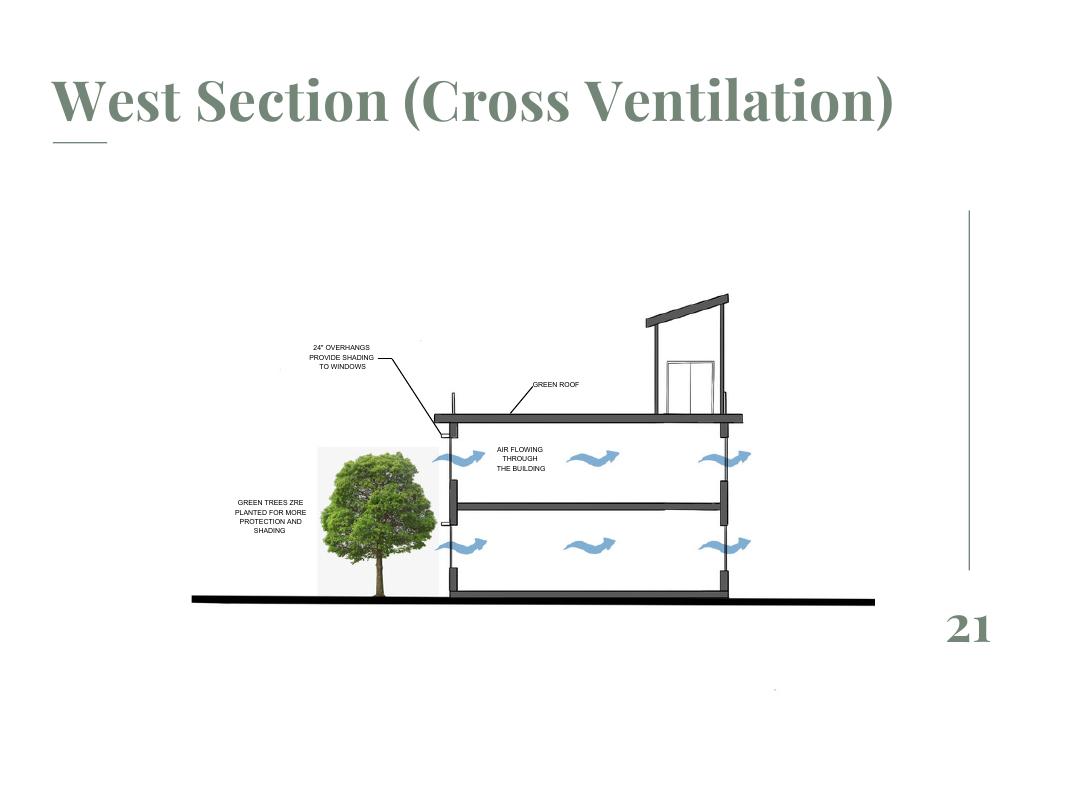 West Section (Cross Ventilation)
24" OVERHANGS
PROVIDE SHADING
TO WINDOWS
GREEN ROOF
AIR FLOWING
THROUGH
THE BUILDING
GREEN TREES ZRE
PLANTED FOR MORE
PROTECTION AND
SHADING
21